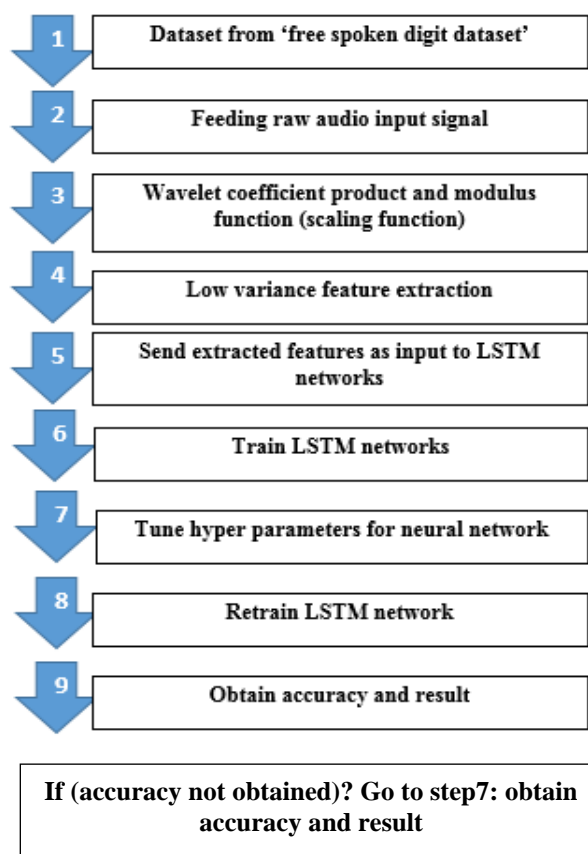 1
Dataset from ‘free spoken digit dataset’
2
Feeding raw audio input signal
3
Wavelet coefficient product and modulus
function (scaling function)
4
Low variance feature extraction
5
Send extracted features as input to LSTM
networks
6
Train LSTM networks
7
Tune hyper parameters for neural network
8
Retrain LSTM network
9
Obtain accuracy and result
If (accuracy not obtained)? Go to step7: obtain
accuracy and result